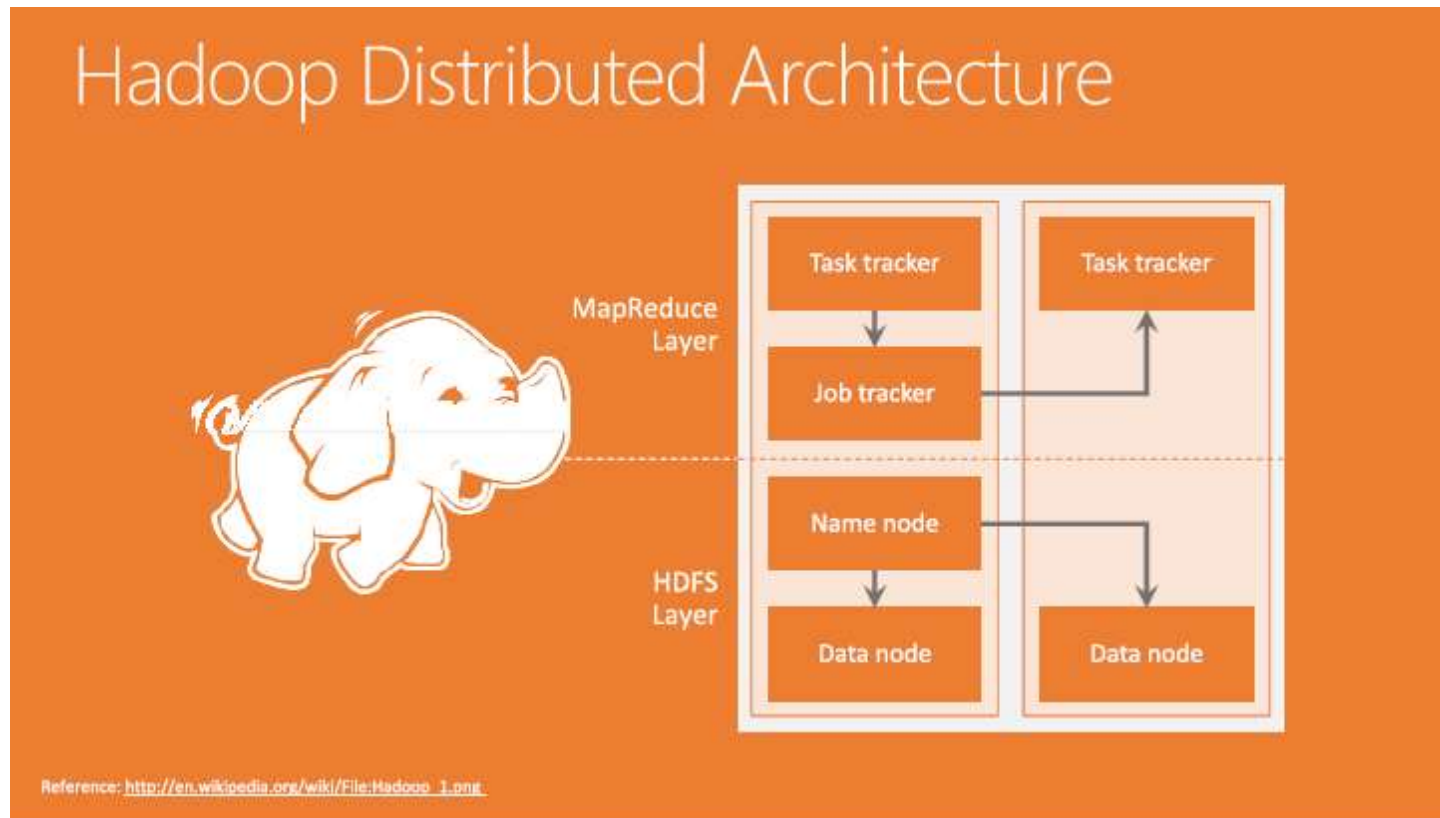 Hadoop Distributed Architecture
MapReduce
Layer
Task tracker
Task tracker
Job tracker
HDFS
Layer
Name node
Data node
Data node
Reference: http://en.wikipedia.org/wiki/File:Hadoop_1.png